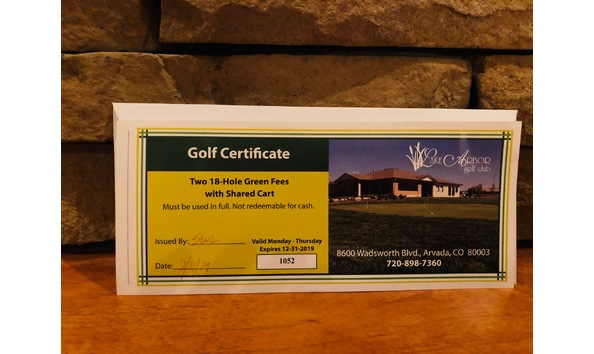 Golf Certificate
Two 18-Hole Green Fees
with Shared Cart
Must be used in full. Not redeemable for cash.
Issued By:
Valid Monday - Thursday
Expires 12-31-2019
Date:
1052
Lake Arbor
golf club
8600 Wadsworth Blvd., Arvada, CO 80003
720-898-7360